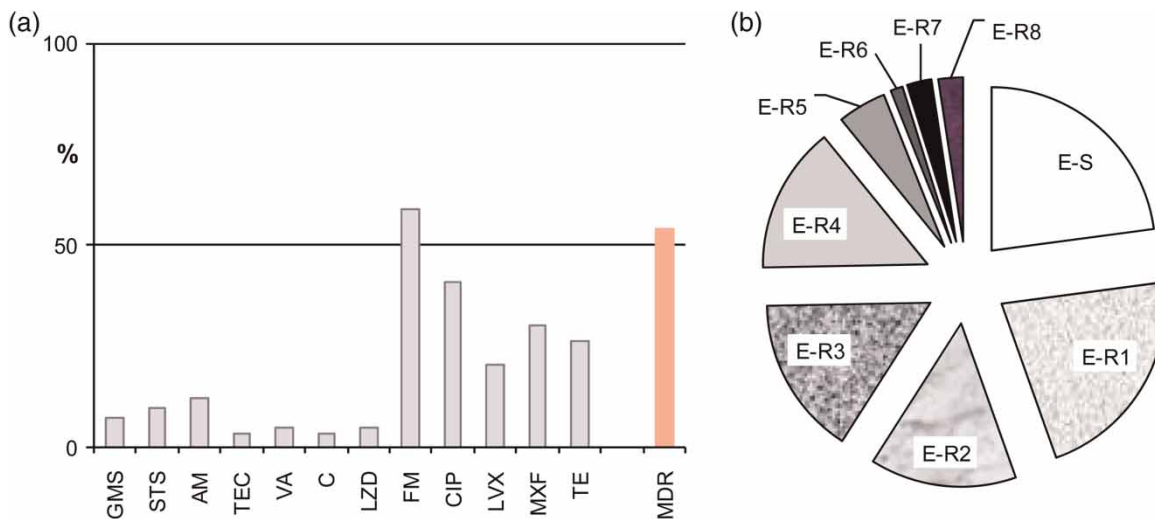 (a)
100
%
50
0
GMS
STS
AM
TEC
VA
C
LZD
FM
CIP
LVX
MXF
TE
MDR
(b)
E-R7
E-R6
E-R8
E-R5
E-S
E-R4
E-R3
E-R1
E-R2